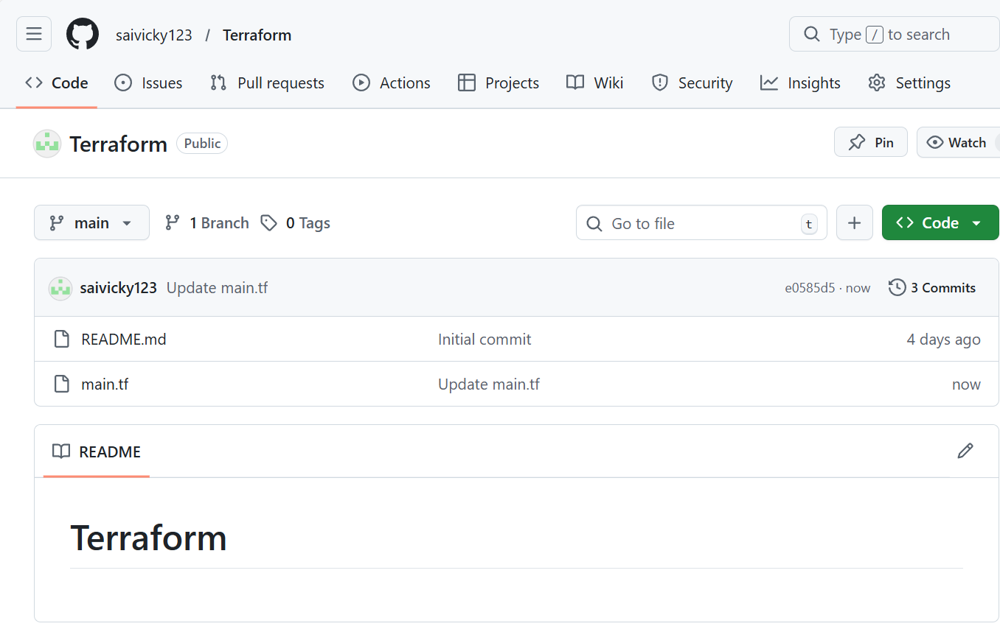 saivicky123 / Terraform
Type / to search
Code Issues Pull requests Actions Projects Wiki Security Insights Settings
Terraform Public
Pin Watch
main 1 Branch 0 Tags
Go to file t
Code
saivicky123 Update main.tf e0585d5 · now 3 Commits
README.md Initial commit 4 days ago
main.tf Update main.tf now
README
Terraform